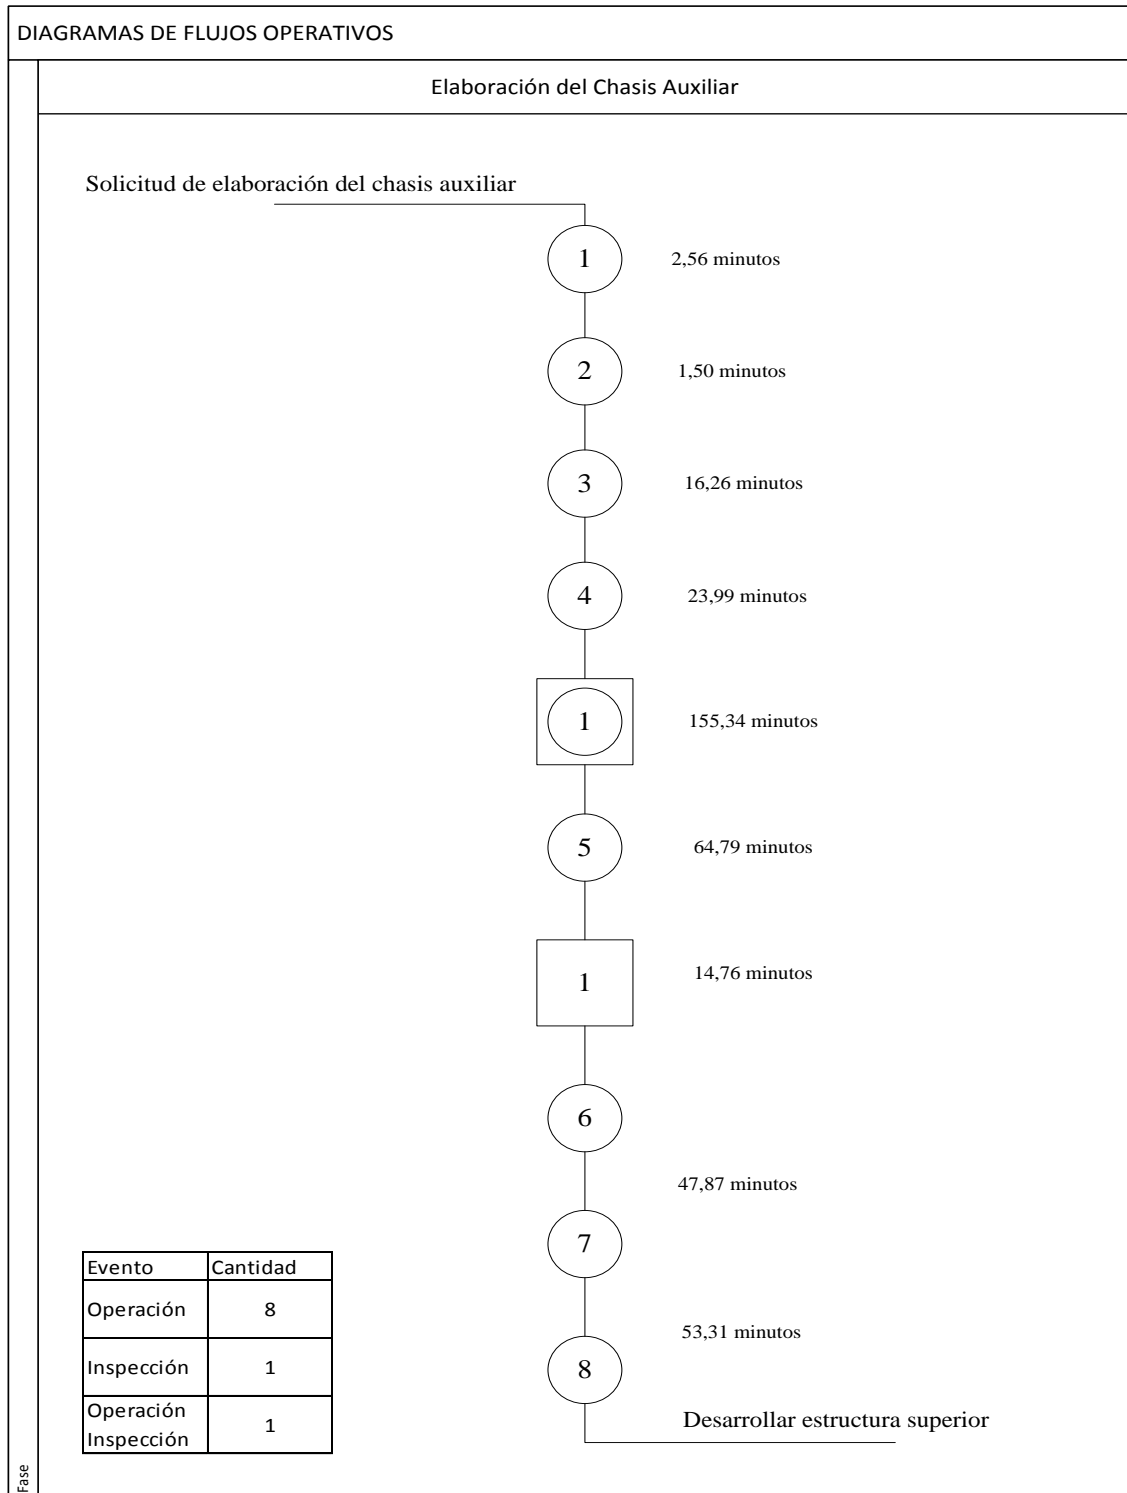 DIAGRAMAS DE FLUJOS OPERATIVOS
Elaboración del Chasis Auxiliar
Solicitud de elaboración del chasis auxiliar
1 2,56 minutos
2 1,50 minutos
3 16,26 minutos
4 23,99 minutos
1 155,34 minutos
5 64,79 minutos
1 14,76 minutos
6
47,87 minutos
7
53,31 minutos
8
Desarrollar estructura superior
Evento Cantidad
Operación 8
Inspección 1
Operación
Inspección 1
Fase